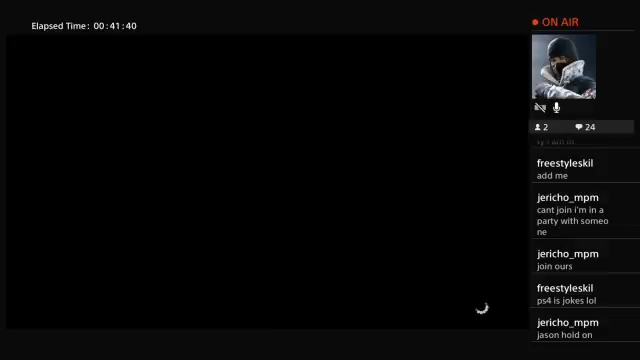 Elapsed Time: 00:41:40
ON AIR
2
24
freestyleskil
add me
jericho_mpm
cant join i'm in a
party with someo
ne
jericho_mpm
join ours
freestyleskil
ps4 is jokes lol
jericho_mpm
jason hold on